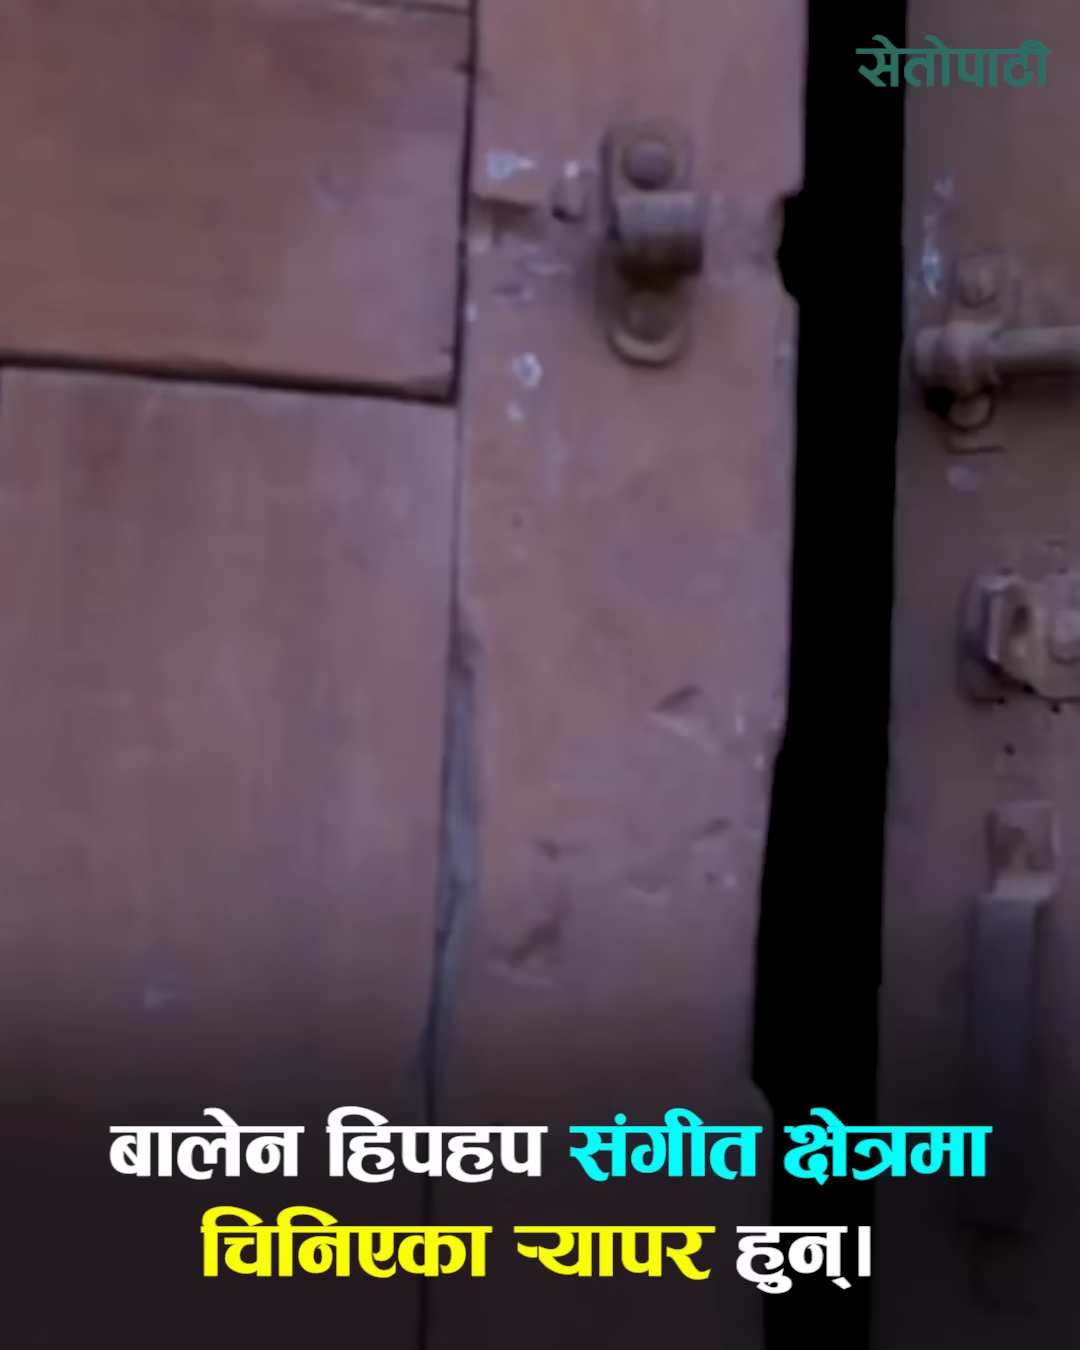 सेतोपाटी
बालेन हिपहप संगीत क्षेत्रमा
चिनिएका र्‍यापर हुन्।